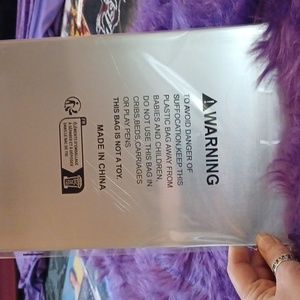 WARNING
TO AVOID DANGER OF
SUFFOCATION,KEEP THIS
PLASTIC BAG AWAY FROM
BABIES AND CHILDREN.
DO NOT USE THIS BAG IN
CRIBS,BEDS,CARRIAGES
OR PLAY PENS
THIS BAG IS NOT A TOY.
MADE IN CHINA
FR